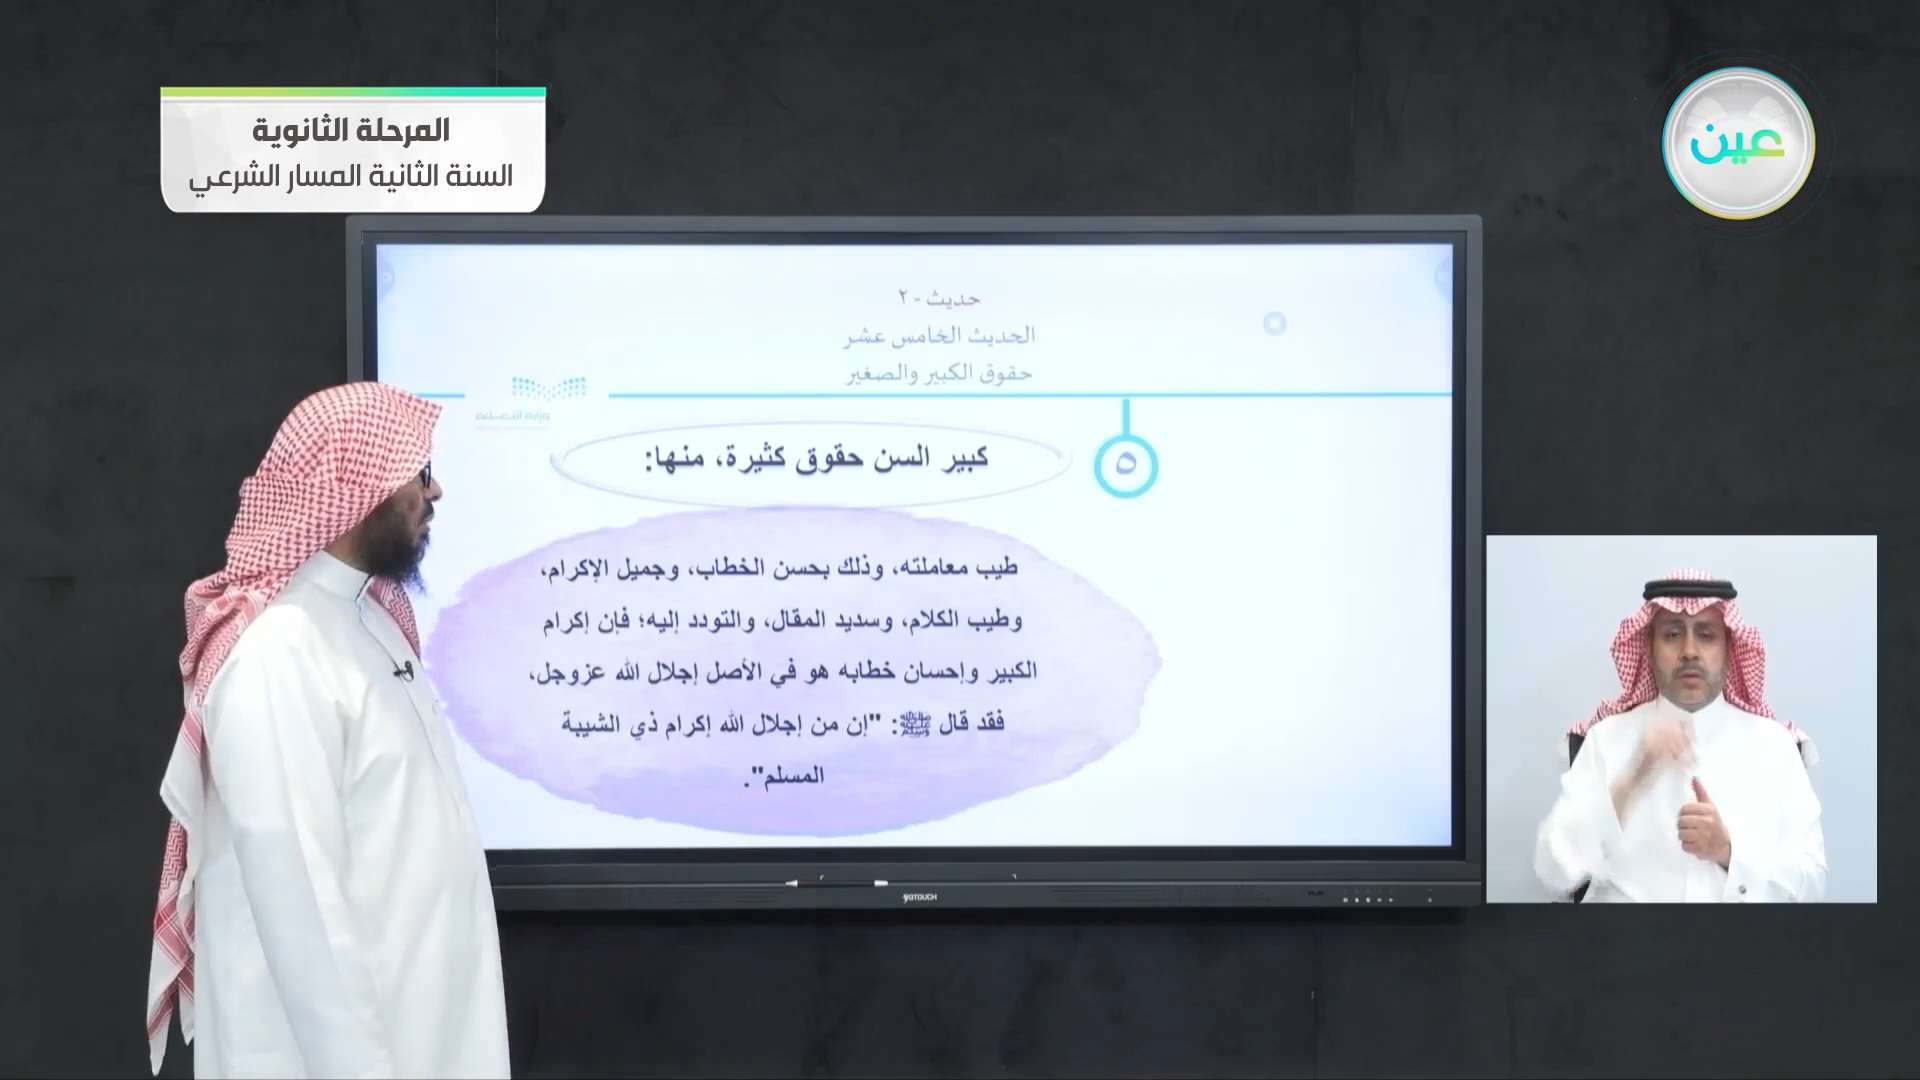 المرحلة الثانوية
السنة الثانية المسار الشرعي
عين
حديث - ٢
الحديث الخامس عشر
حقوق الكبير والصغير
وزارة التعليم
٥
كبير السن حقوق كثيرة، منها:
طيب معاملته، وذلك بحسن الخطاب، وجميل الإكرام،
وطيب الكلام، وسديد المقال، والتودد إليه؛ فإن إكرام
الكبير وإحسان خطابه هو في الأصل إجلال الله عزوجل،
فقد قال ﷺ: "إن من إجلال الله إكرام ذي الشيبة
المسلم".